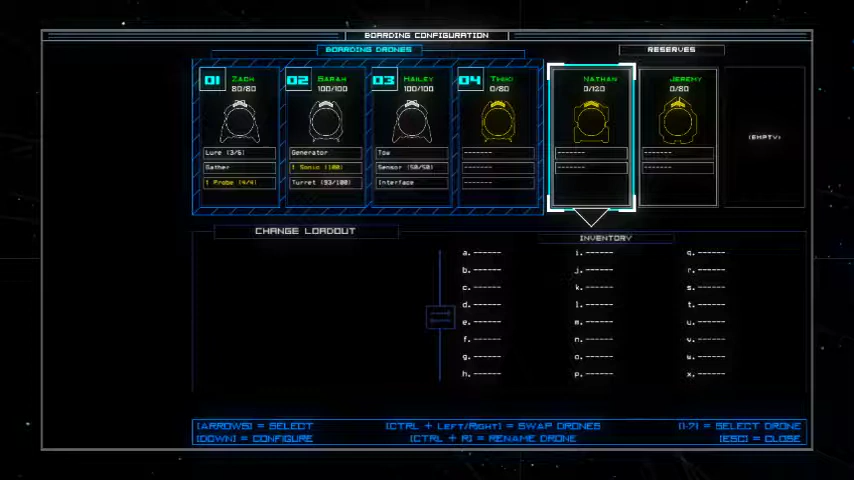 BOARDING CONFIGURATION
BOARDING DRONES
RESERVES
01 ZACH
80/80
Lure (3/6)
Gather
! Probe (4/4)
02 SARAH
100/100
Generator
! Sonic (100)
Turret (93/100)
03 HAILEY
100/100
Tow
Sensor (50/50)
Interface
04 TWIKI
0/80
------
------
------
NATHAN
0/120
------
------
JEREMY
0/80
------
------
(EMPTY)
CHANGE LOADOUT
INVENTORY
a. ------
b. ------
c. ------
d. ------
e. ------
f. ------
g. ------
h. ------
i. ------
j. ------
k. ------
l. ------
m. ------
n. ------
o. ------
p. ------
q. ------
r. ------
s. ------
t. ------
u. ------
v. ------
w. ------
x. ------
[ARROWS] = SELECT [CTRL + LEFT/RIGHT] = SWAP DRONES [1-7] = SELECT DRONE
[DOWN] = CONFIGURE [CTRL + R] = RENAME DRONE [ESC] = CLOSE